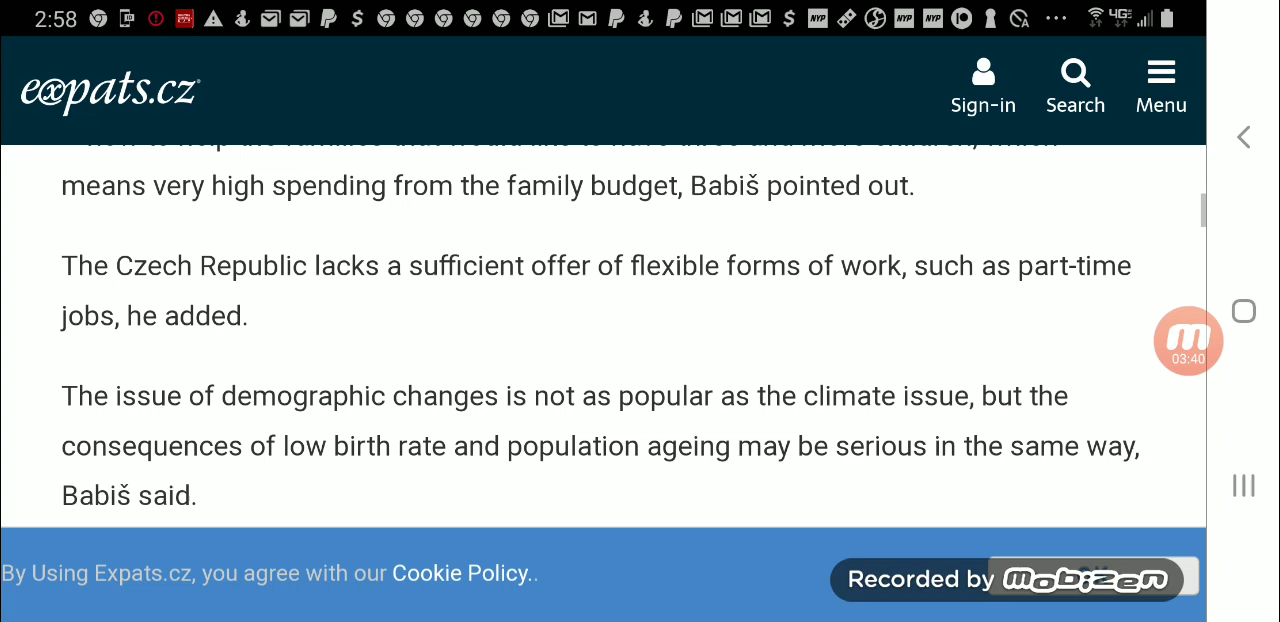 2:58
NYP NYP NYP A 4GE
expats.cz
Sign-in Search Menu
means very high spending from the family budget, Babiš pointed out.
The Czech Republic lacks a sufficient offer of flexible forms of work, such as part-time
jobs, he added.
03:40
The issue of demographic changes is not as popular as the climate issue, but the
consequences of low birth rate and population ageing may be serious in the same way,
Babiš said.
By Using Expats.cz, you agree with our Cookie Policy..
Recorded by mobizen